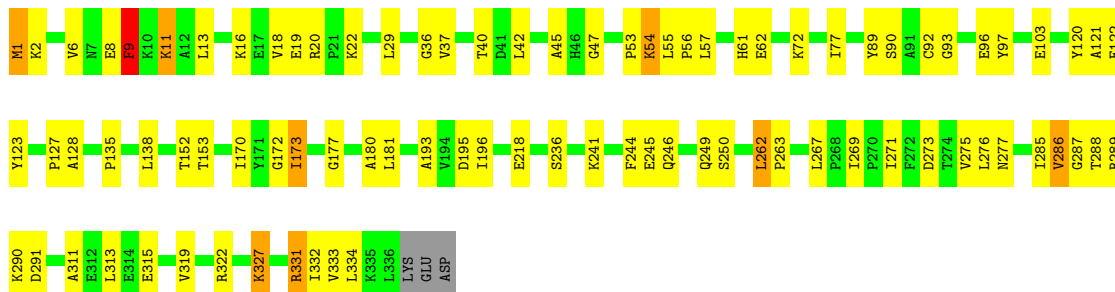 M1 K2 V6 N7 E8 F9 K10 K11 A12 L13 K16 E17 V18 E19 R20 P21 K22 L29 G36 V37 T40 D41 L42 A45 H46 G47 P53 K54 L55 P56 L57 H61 E62 K72 I77 Y89 S90 A91 C92 G93 E96 Y97 E103 Y120 A121
Y123 P127 A128 P135 L138 T152 T153 I170 Y171 G172 I173 G177 A180 L181 A193 V194 D195 I196 E218 S236 K241 F244 E245 Q246 Q249 S250 L262 P263 L267 P268 I269 P270 I271 F272 D273 T274 V275 L276 N277 I285 V286 G287 T288
K290 D291 A311 E312 L313 E314 E315 V319 R322 K327 R331 I332 V333 L334 K335 L336 LYS GLU ASP